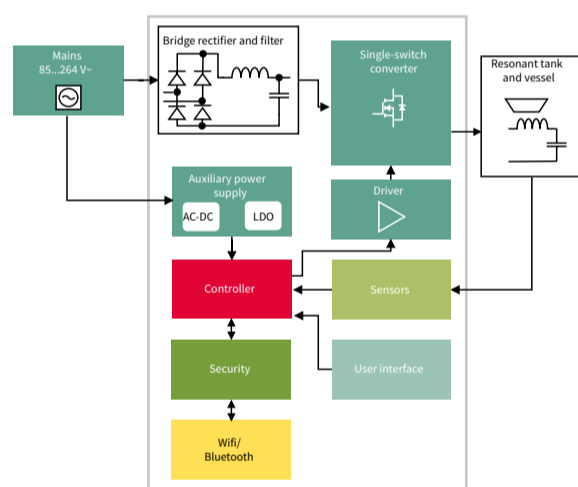 Mains
85...264 V~
Bridge rectifier and filter
Single-switch
converter
Resonant tank
and vessel
Auxiliary power
supply
AC-DC
LDO
Driver
Controller
Sensors
Security
User interface
Wifi/
Bluetooth